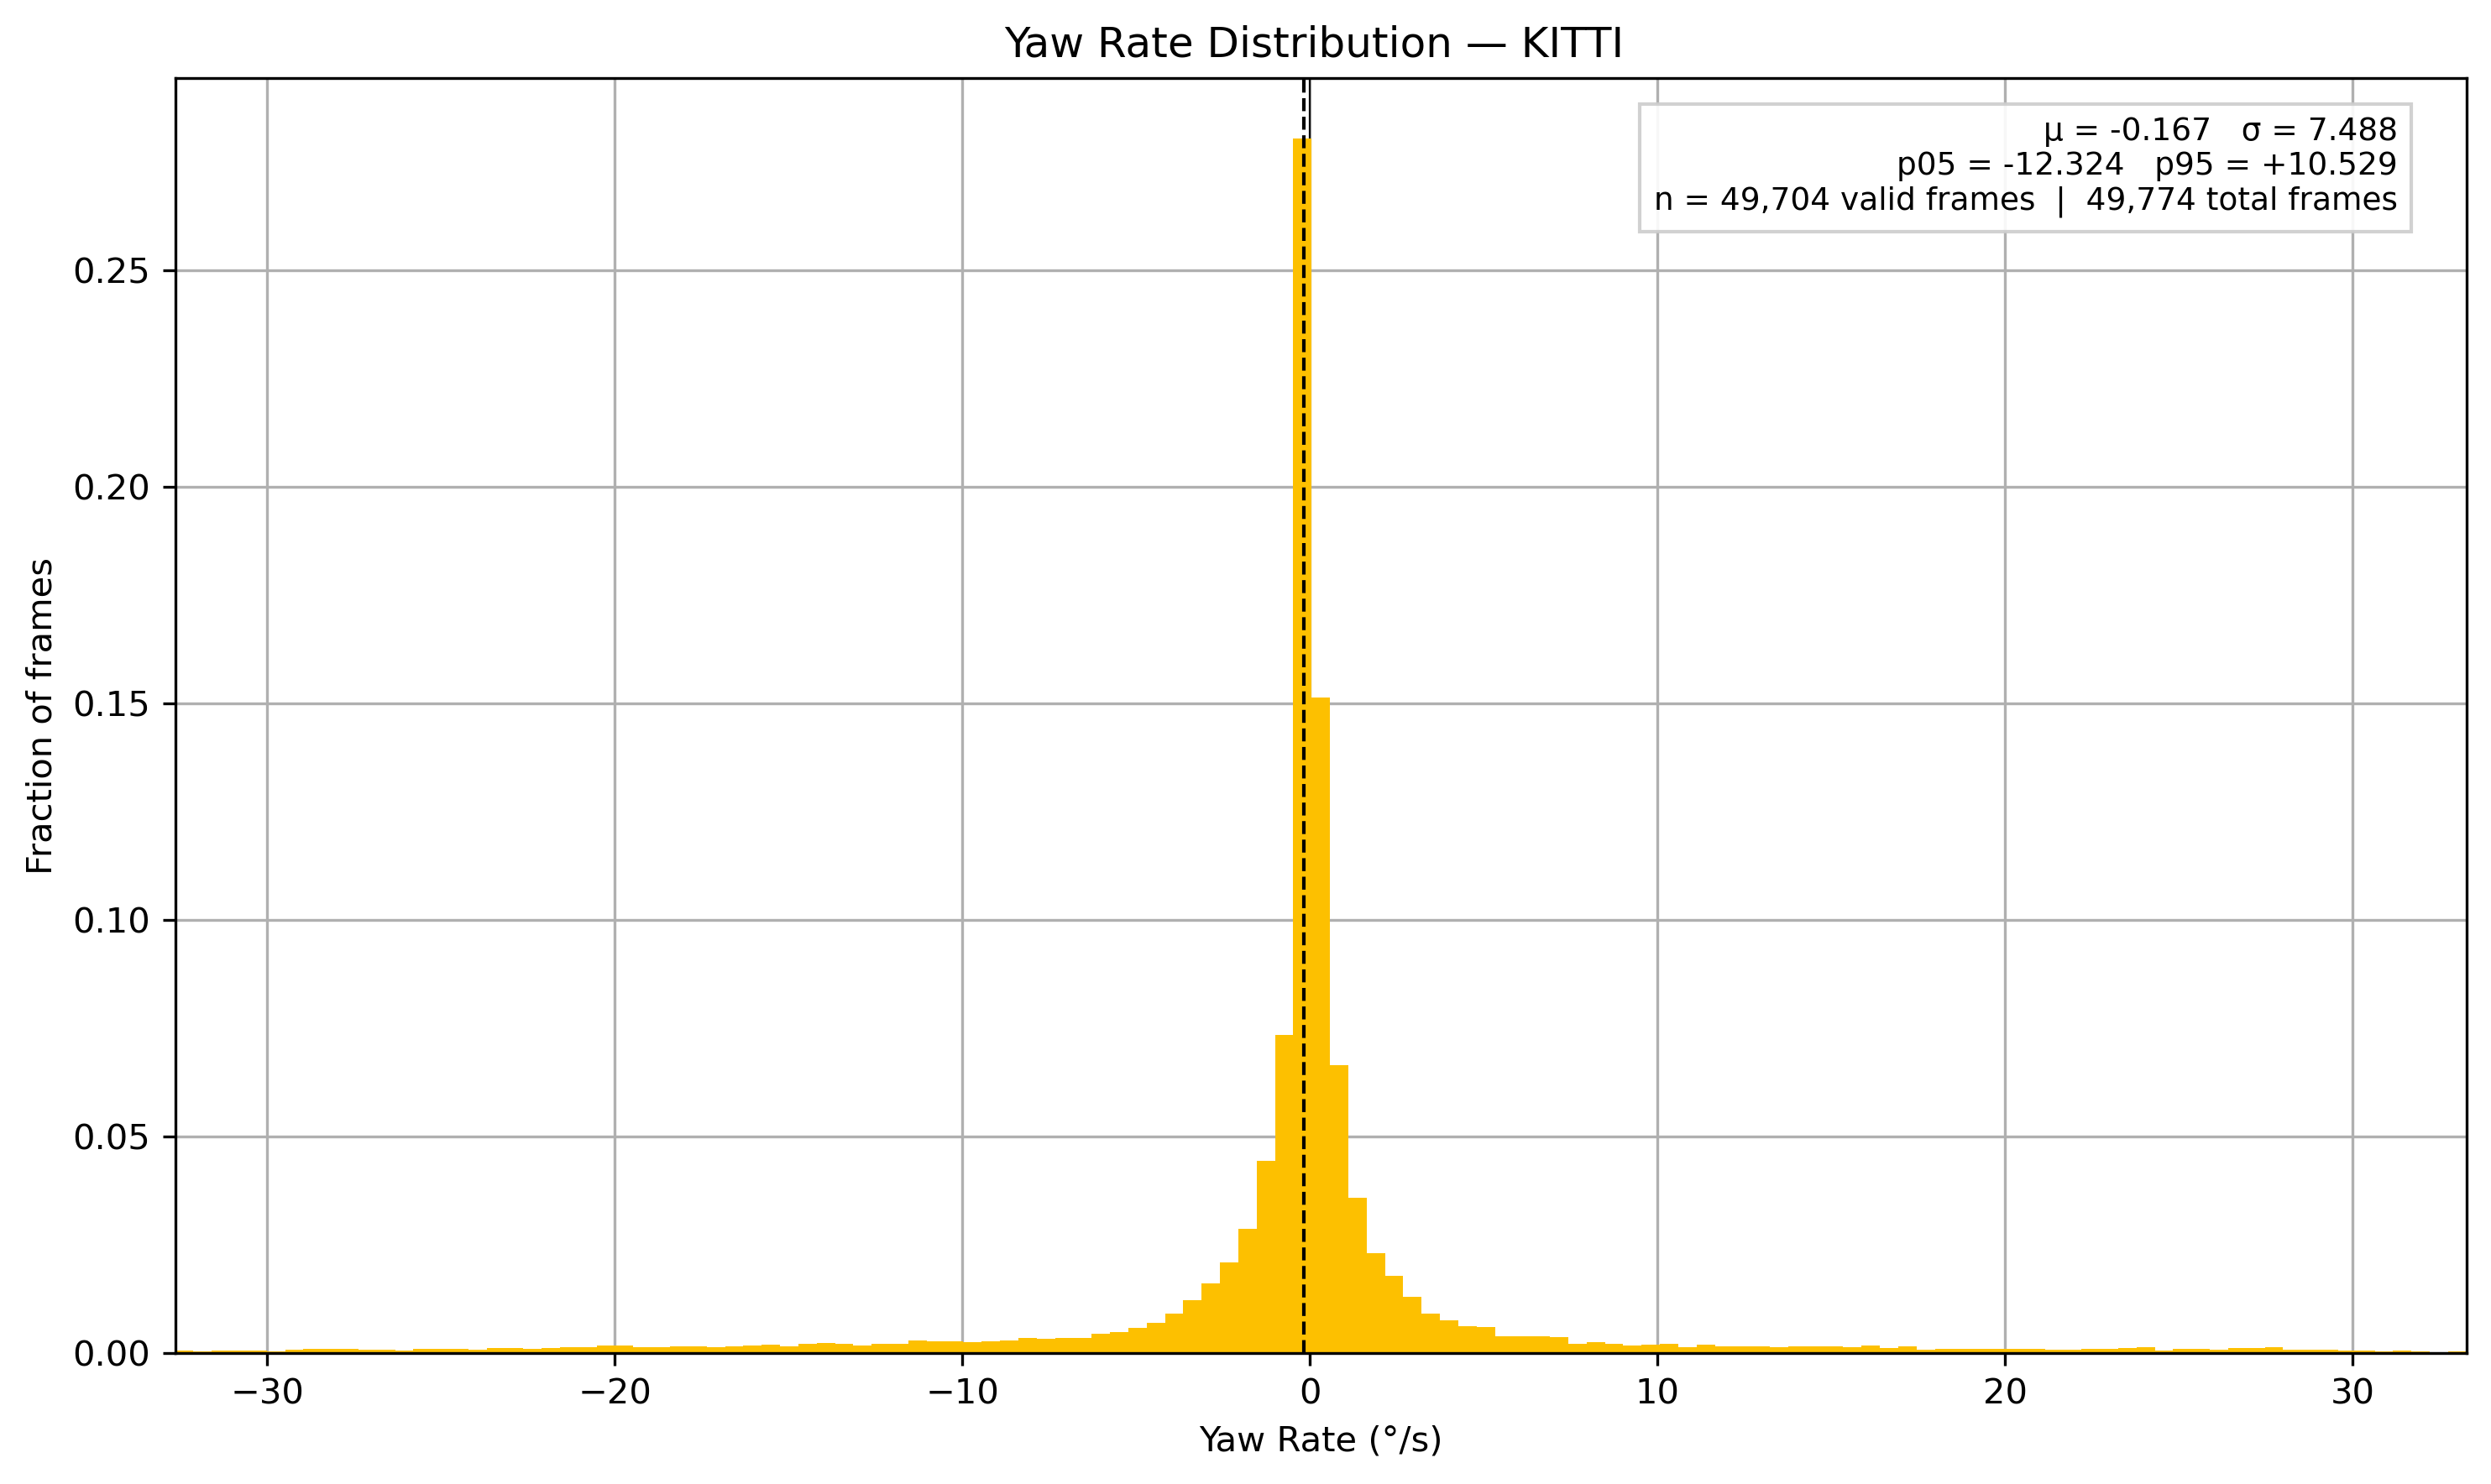 Yaw Rate Distribution — KITTI
μ = -0.167   σ = 7.488
p05 = -12.324   p95 = +10.529
n = 49,704 valid frames  |  49,774 total frames
Fraction of frames
0.25
0.20
0.15
0.10
0.05
0.00
−30 −20 −10 0 10 20 30
Yaw Rate (°/s)